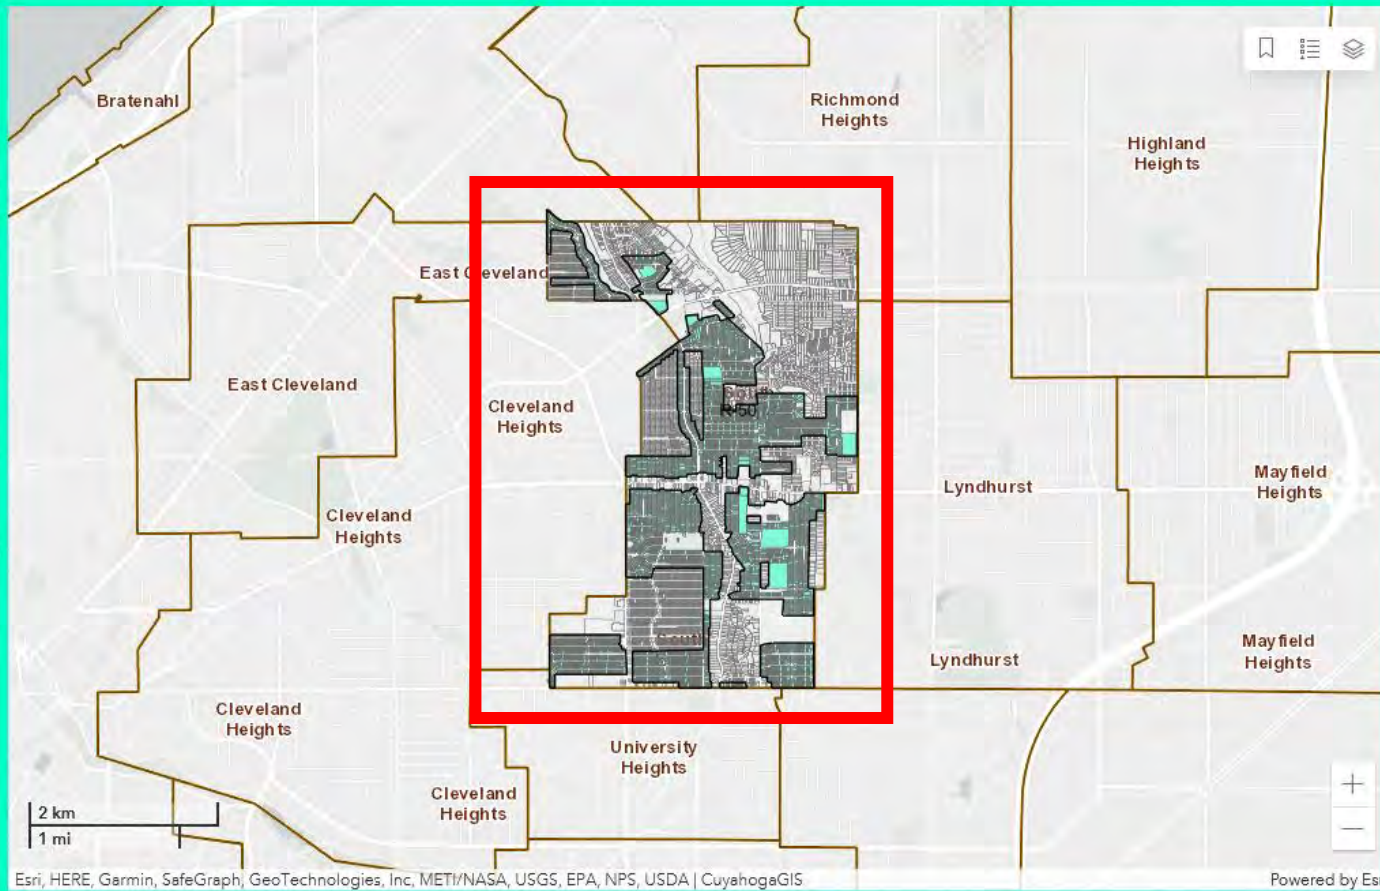 Bratenahl
Richmond
Heights
Highland
Heights
East Cleveland
East Cleveland
Cleveland
Heights
R-50
Mayfield
Heights
Lyndhurst
Cleveland
Heights
South
Mayfield
Heights
Lyndhurst
Cleveland
Heights
University
Heights
Cleveland
Heights
2 km
1 mi
Esri, HERE, Garmin, SafeGraph, GeoTechnologies, Inc, METI/NASA, USGS, EPA, NPS, USDA | CuyahogaGIS
Powered by Esri